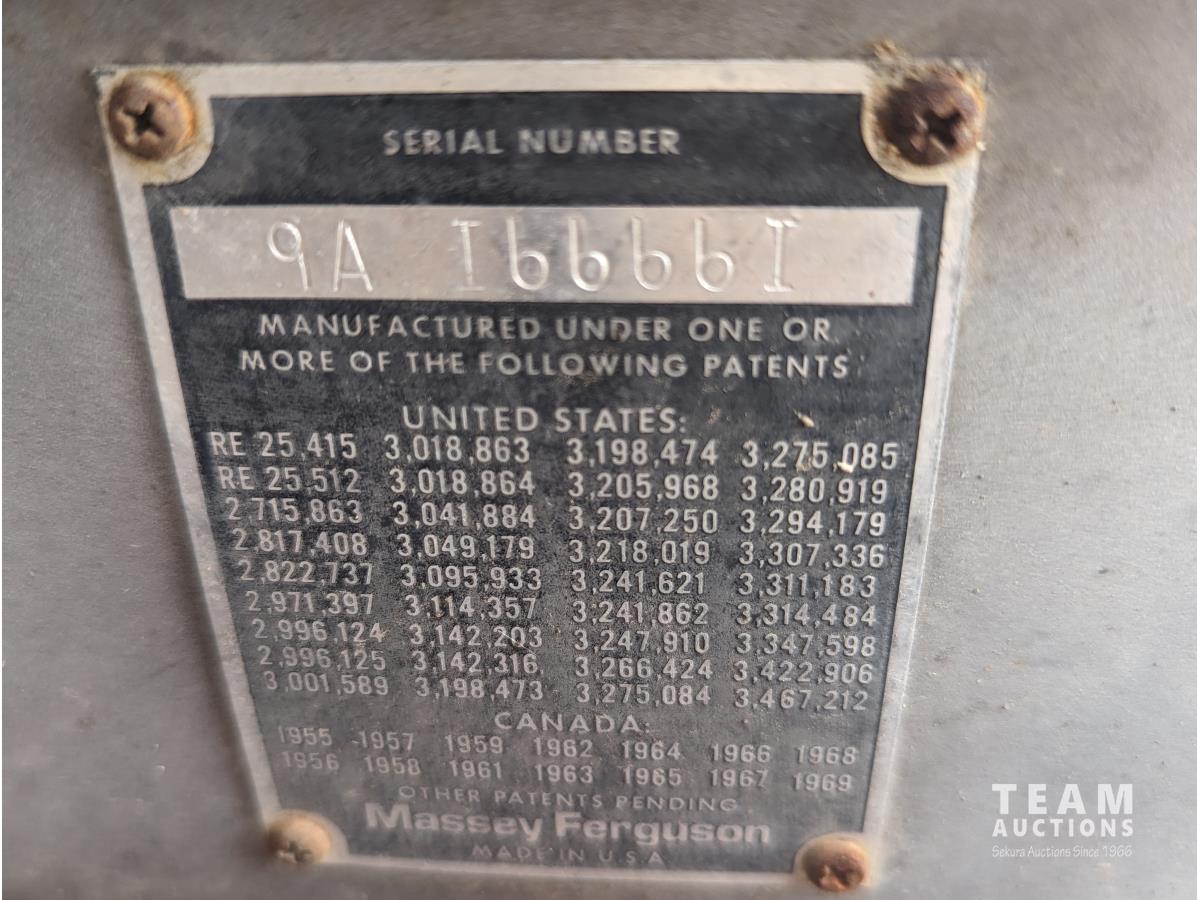 SERIAL NUMBER
9A 166661
MANUFACTURED UNDER ONE OR
MORE OF THE FOLLOWING PATENTS
UNITED STATES:
RE 25,415 3,018,863 3,198,474 3,275,085
RE 25,512 3,018,864 3,205,968 3,280,919
2,715,863 3,041,884 3,207,250 3,294,179
2,817,408 3,049,179 3,218,019 3,307,336
2,822,737 3,095,933 3,241,621 3,311,183
2,971,397 3,114,357 3,241,862 3,314,484
2,996,124 3,142,203 3,247,910 3,347,598
2,996,125 3,142,316 3,266,424 3,422,906
3,001,589 3,198,473 3,275,084 3,467,212
CANADA:
1955 1957 1959 1962 1964 1966 1968
1956 1958 1961 1963 1965 1967 1969
OTHER PATENTS PENDING
Massey Ferguson
MADE IN U.S.A.
TEAM
AUCTIONS
Sekura Auctions Since 1966